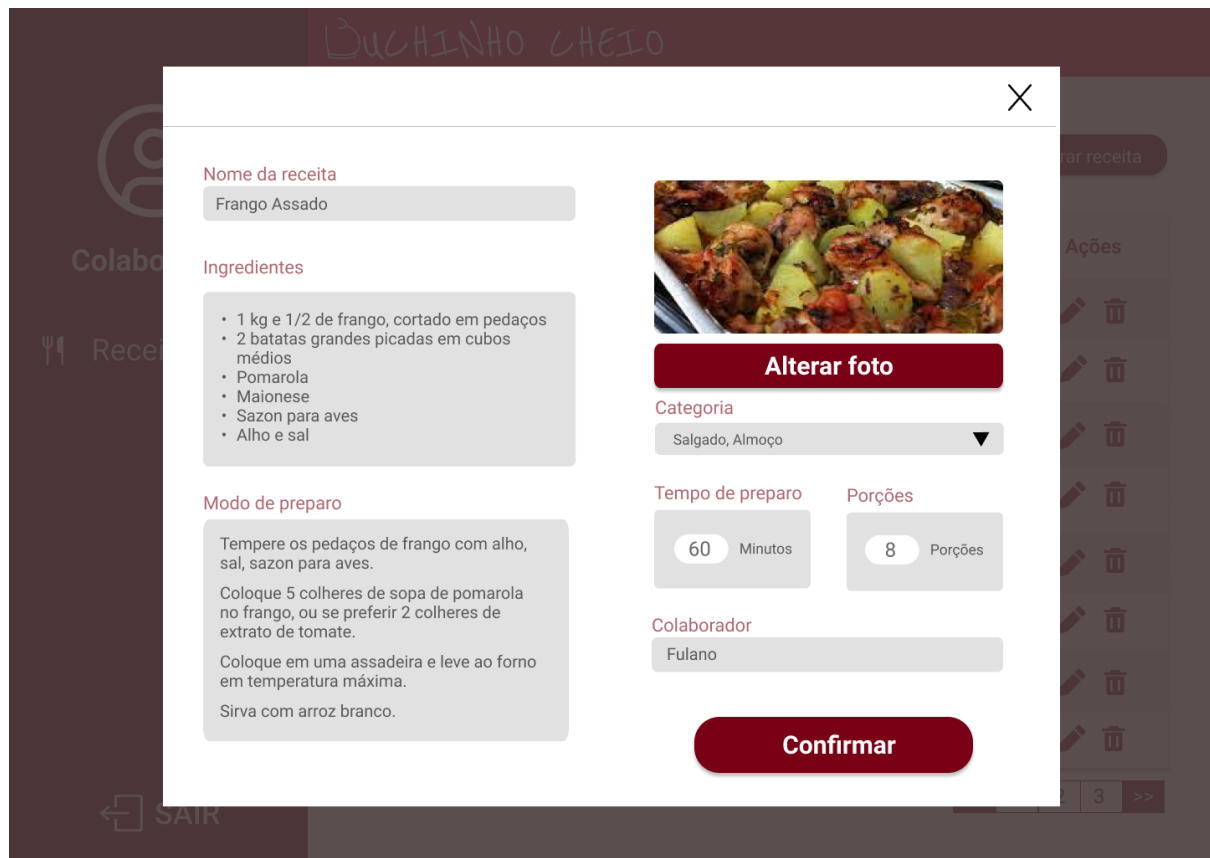 BUCHINHO CHEIO
rar receita
Colabo
Ações
Recei
Nome da receita
Frango Assado
Ingredientes
• 1 kg e 1/2 de frango, cortado em pedaços
• 2 batatas grandes picadas em cubos
médios
• Pomarola
• Maionese
• Sazon para aves
• Alho e sal
Modo de preparo
Tempere os pedaços de frango com alho,
sal, sazon para aves.
Coloque 5 colheres de sopa de pomarola
no frango, ou se preferir 2 colheres de
extrato de tomate.
Coloque em uma assadeira e leve ao forno
em temperatura máxima.
Sirva com arroz branco.
Alterar foto
Categoria
Salgado, Almoço
Tempo de preparo
Porções
60 Minutos
8 Porções
Colaborador
Fulano
Confirmar
SAIR
2 3 >>